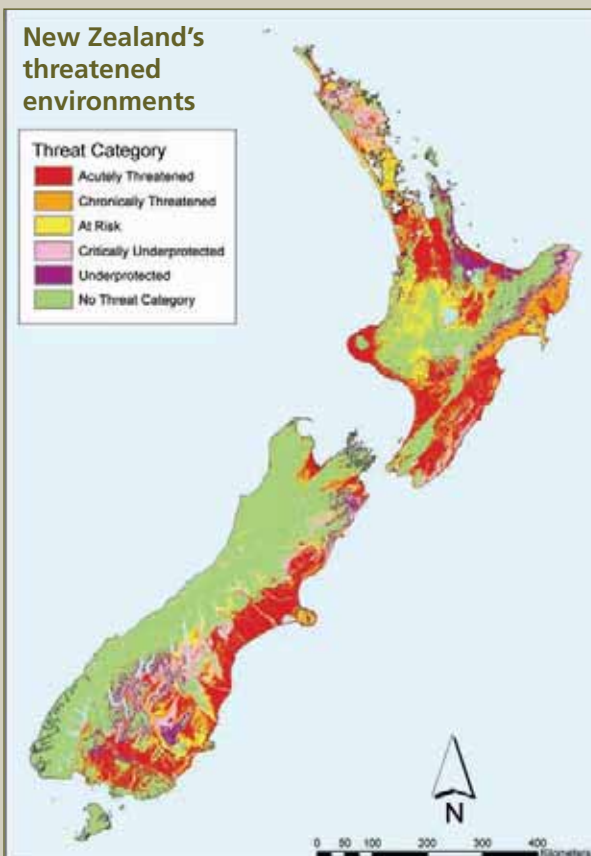 New Zealand's
threatened
environments
Threat Category
Acutely Threatened
Chronically Threatened
At Risk
Critically Underprotected
Underprotected
No Threat Category
N
0 50 100 200 300 400
Kilometers